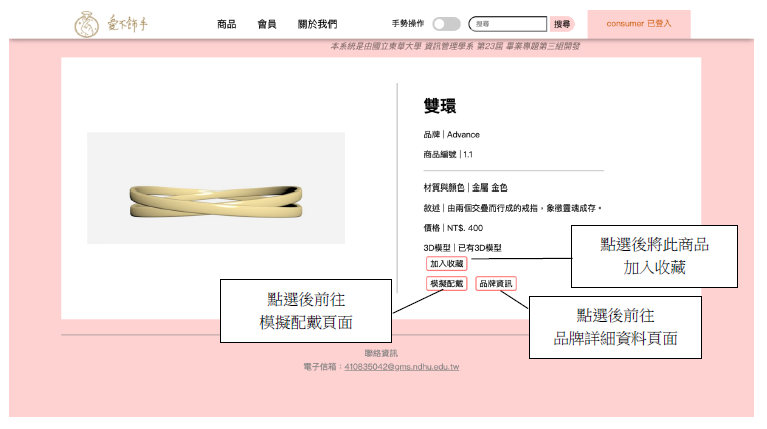 愛不飾手
商品 會員 關於我們 手勢操作 搜尋 搜尋 consumer 已登入
本系統是由國立東華大學 資訊管理學系 第23屆 畢業專題第三組開發
雙環
品牌 | Advance
商品編號 | 1.1
材質與顏色 | 金屬 金色
敘述 | 由兩個交疊而行成的戒指，象徵靈魂成存。
價格 | NT$. 400
3D模型 | 已有3D模型
加入收藏
模擬配戴 品牌資訊
點選後將此商品
加入收藏
點選後前往
模擬配戴頁面
點選後前往
品牌詳細資料頁面
聯絡資訊
電子信箱：410835042@gms.ndhu.edu.tw